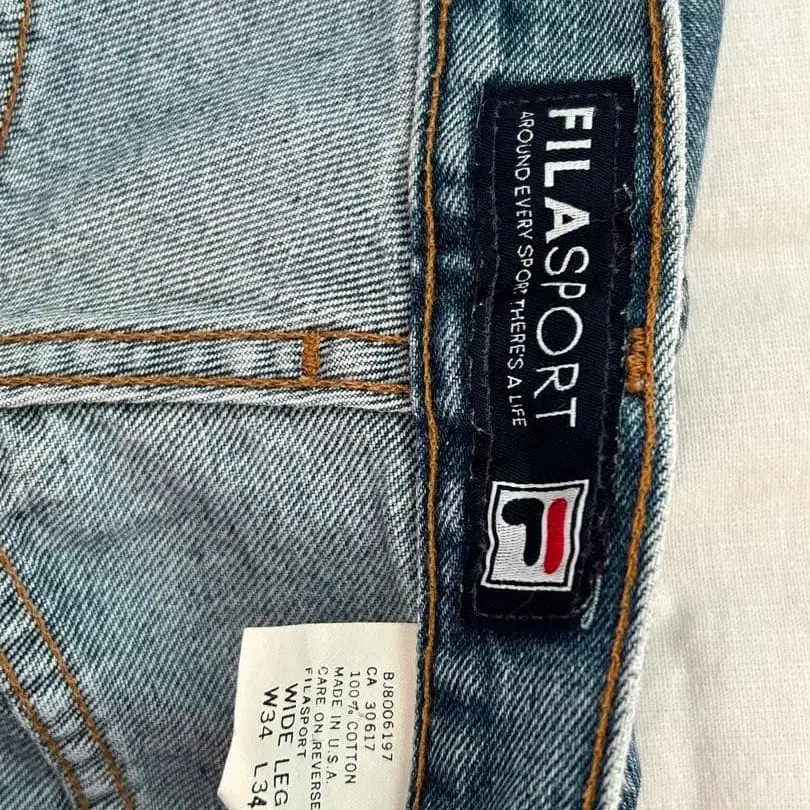 FILASPORT
AROUND EVERY SPORT THERE'S A LIFE
BJ8006197
CA 30617
100% COTTON
MADE IN U.S.A.
CARE ON REVERSE
FILASPORT
WIDE LEG
W34 L34